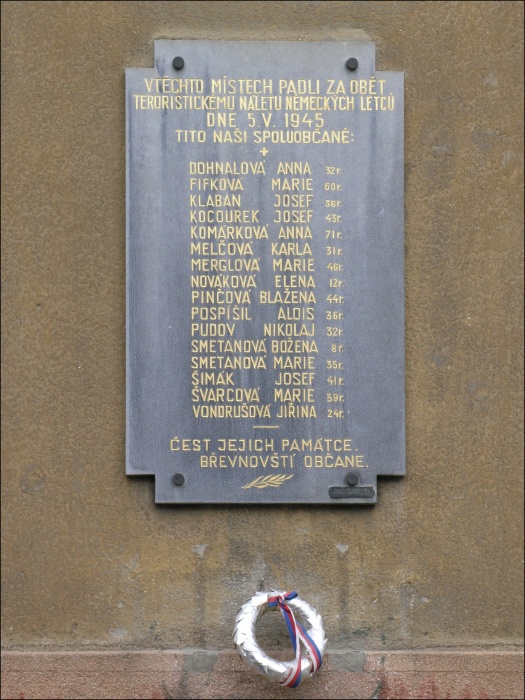 VTĚCHTO MÍSTECH PADLI ZA OBĚŤ
TERORISTICKÉMU NÁLETU NĚMECKÝCH LETCŮ
DNE 5.V. 1945
TITO NAŠI SPOLUOBČANÉ:
DOHNALOVÁ ANNA 32r.
FIFKOVÁ MARIE 60r.
KLABAN JOSEF 36r.
KOCOUREK JOSEF 43r.
KOMÁRKOVÁ ANNA 71r.
MELČOVÁ KARLA 31r.
MERGLOVÁ MARIE 46r.
NOVÁKOVÁ ELENA 12r.
PINČOVÁ BLAŽENA 44r.
POSPÍŠIL ALOIS 36r.
PUDOV NIKOLAJ 32r.
SMETANOVÁ BOŽENA 8r.
SMETANOVÁ MARIE 35r.
ŠIMÁK JOSEF 41r.
ŠVARCOVÁ MARIE 39r.
VONDRUŠOVÁ JIŘINA 24r.
ČEST JEJICH PAMÁTCE.
BŘEVNOVŠTÍ OBČANÉ.